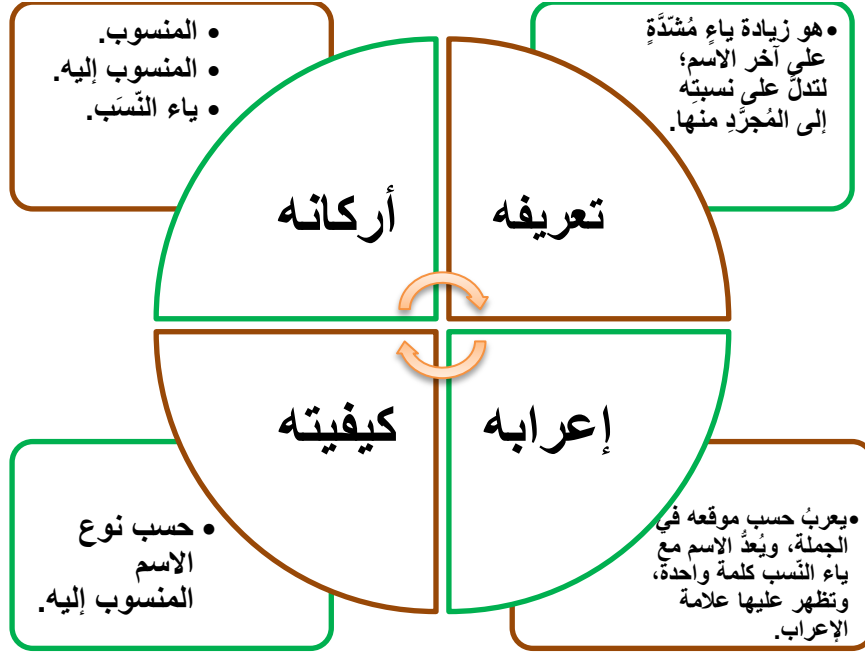 • هو زيادة ياءٍ مُشدَّدَةٍ
على آخر الاسم؛
لتدلَّ على نسبتِه
إلى المُجرَّدِ منها.
تعريفه
• المنسوب.
• المنسوب إليه.
• ياء النّسَب.
أركانه
إعرابه
• يعربُ حسب موقعه في
الجملة، ويُعدُّ الاسم مع
ياء النّسب كلمة واحدة،
وتظهر عليها علامة
الإعراب.
كيفيته
• حسب نوع
الاسم
المنسوب إليه.